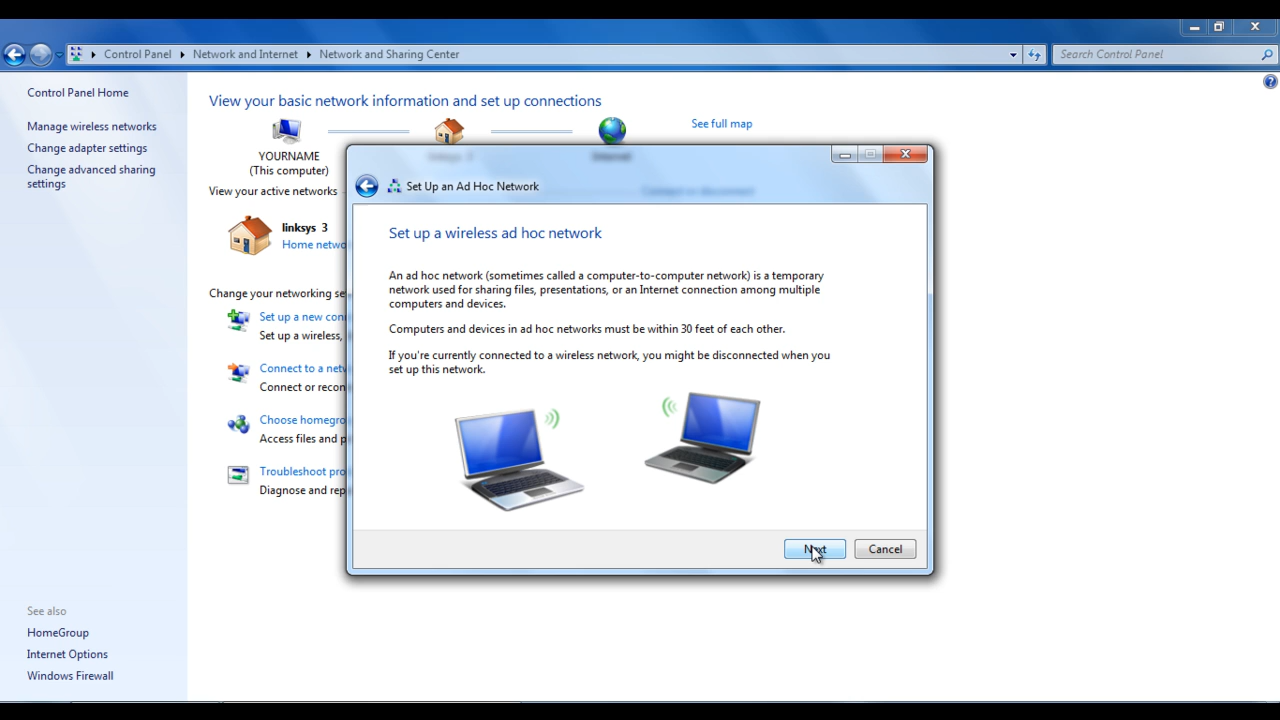 Control Panel
Network and Internet
Network and Sharing Center
Search Control Panel
Control Panel Home
Manage wireless networks
Change adapter settings
Change advanced sharing
settings
See also
HomeGroup
Internet Options
Windows Firewall
View your basic network information and set up connections
See full map
YOURNAME
(This computer)
linksys 3
Internet
View your active networks
Connect or disconnect
linksys 3
Home netwo
Change your networking se
Set up a new con
Set up a wireless,
Connect to a netw
Connect or recon
Choose homegro
Access files and p
Troubleshoot pro
Diagnose and rep
Set Up an Ad Hoc Network
Set up a wireless ad hoc network
An ad hoc network (sometimes called a computer-to-computer network) is a temporary
network used for sharing files, presentations, or an Internet connection among multiple
computers and devices.
Computers and devices in ad hoc networks must be within 30 feet of each other.
If you're currently connected to a wireless network, you might be disconnected when you
set up this network.
Next
Cancel